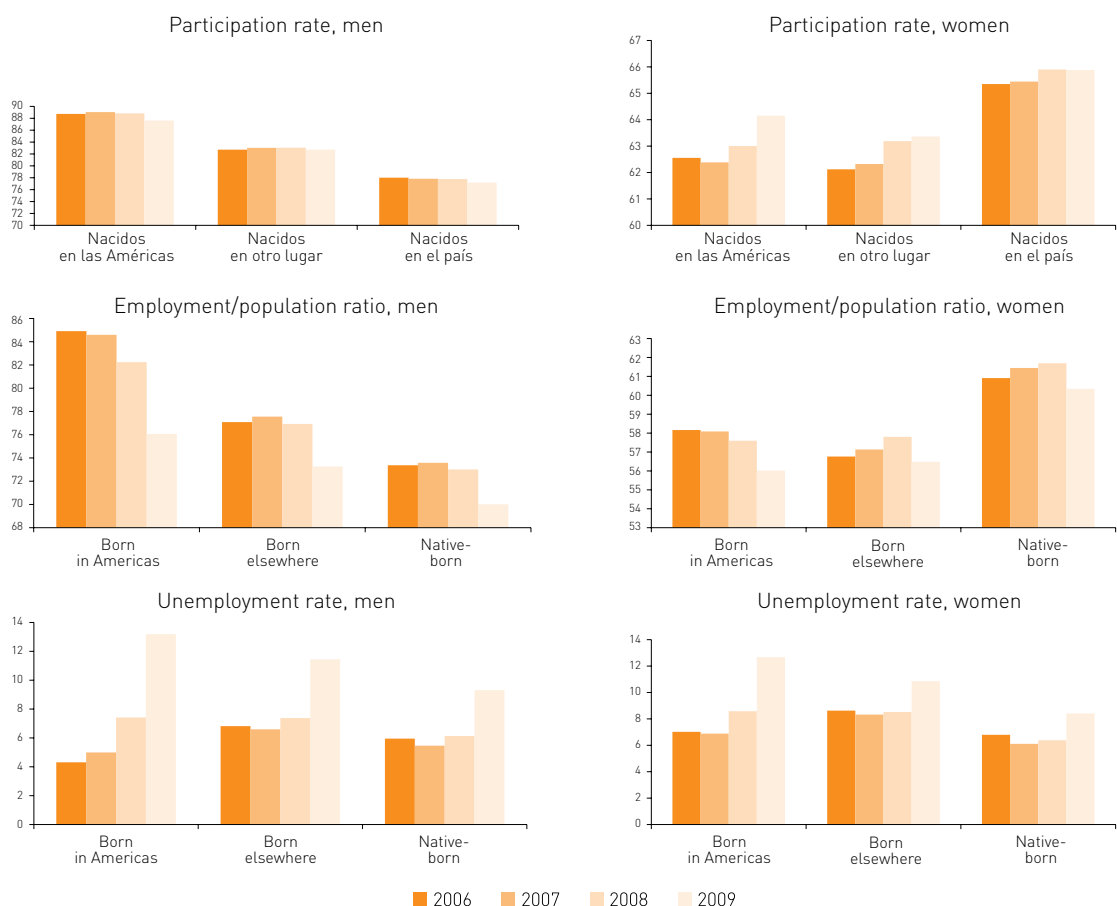 Participation rate, men
90
88
86
84
82
80
78
76
74
72
72
70
Nacidos
en las Américas
Nacidos
en otro lugar
Nacidos
en el país
Participation rate, women
67
66
65
64
63
62
61
60
Nacidos
en las Américas
Nacidos
en otro lugar
Nacidos
en el país
Employment/population ratio, men
86
84
82
80
78
76
74
72
70
68
Born
in Americas
Born
elsewhere
Native-
born
Employment/population ratio, women
63
62
61
60
59
58
57
56
55
54
53
Born
in Americas
Born
elsewhere
Native-
born
Unemployment rate, men
14
12
10
8
6
4
2
0
Born
in Americas
Born
elsewhere
Native-
born
Unemployment rate, women
14
12
10
8
6
4
2
0
Born
in Americas
Born
elsewhere
Native-
born
2006 2007 2008 2009